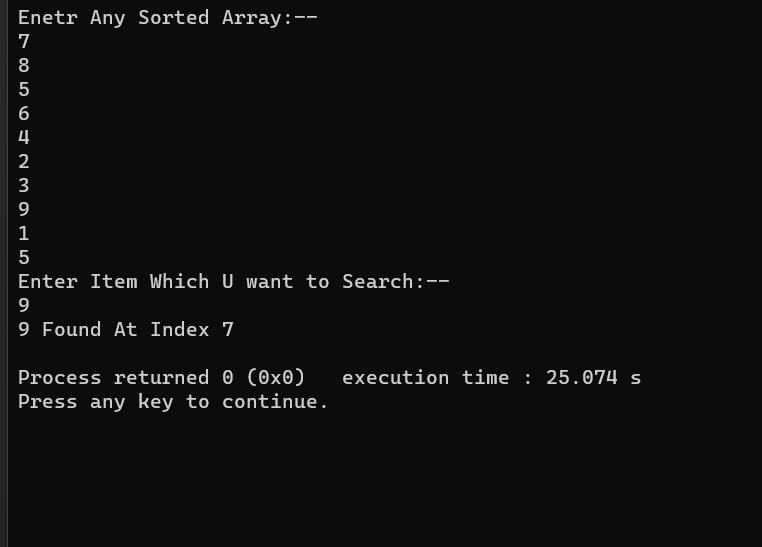 Enetr Any Sorted Array:--
7
8
5
6
4
2
3
9
1
5
Enter Item Which U want to Search:--
9
9 Found At Index 7
Process returned 0 (0x0)   execution time : 25.074 s
Press any key to continue.